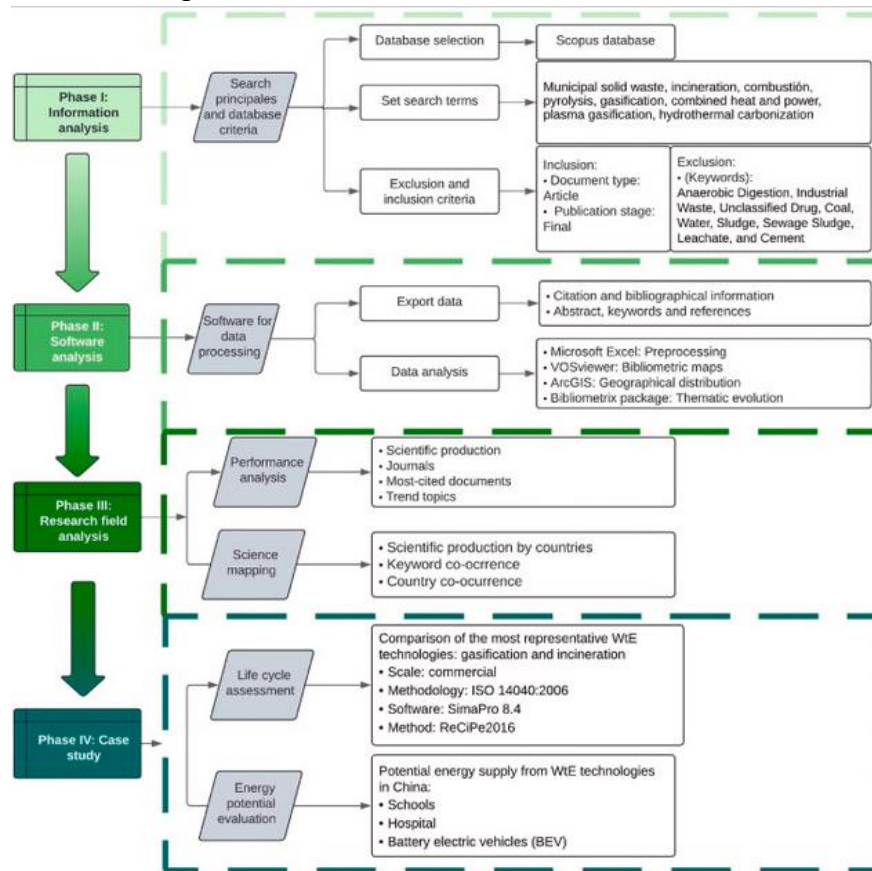 Phase I:
Information
analysis
Search
principales
and database
criteria
Database selection
Scopus database
Set search terms
Municipal solid waste, incineration, combustión,
pyrolysis, gasification, combined heat and power,
plasma gasification, hydrothermal carbonization
Exclusion and
inclusion criteria
Inclusion:
• Document type:
Article
• Publication stage:
Final
Exclusion:
• (Keywords):
Anaerobic Digestion, Industrial
Waste, Unclassified Drug, Coal,
Water, Sludge, Sewage Sludge,
Leachate, and Cement
Phase II:
Software
analysis
Software for
data
processing
Export data
• Citation and bibliographical information
• Abstract, keywords and references
Data analysis
• Microsoft Excel: Preprocessing
• VOSviewer: Bibliometric maps
• ArcGIS: Geographical distribution
• Bibliometrix package: Thematic evolution
Phase III:
Research field
analysis
Performance
analysis
• Scientific production
• Journals
• Most-cited documents
• Trend topics
Science
mapping
• Scientific production by countries
• Keyword co-ocrrence
• Country co-ocurrence
Phase IV: Case
study
Life cycle
assessment
Comparison of the most representative WtE
technologies: gasification and incineration
• Scale: commercial
• Methodology: ISO 14040:2006
• Software: SimaPro 8.4
• Method: ReCiPe2016
Energy
potential
evaluation
Potential energy supply from WtE technologies
in China:
• Schools
• Hospital
• Battery electric vehicles (BEV)